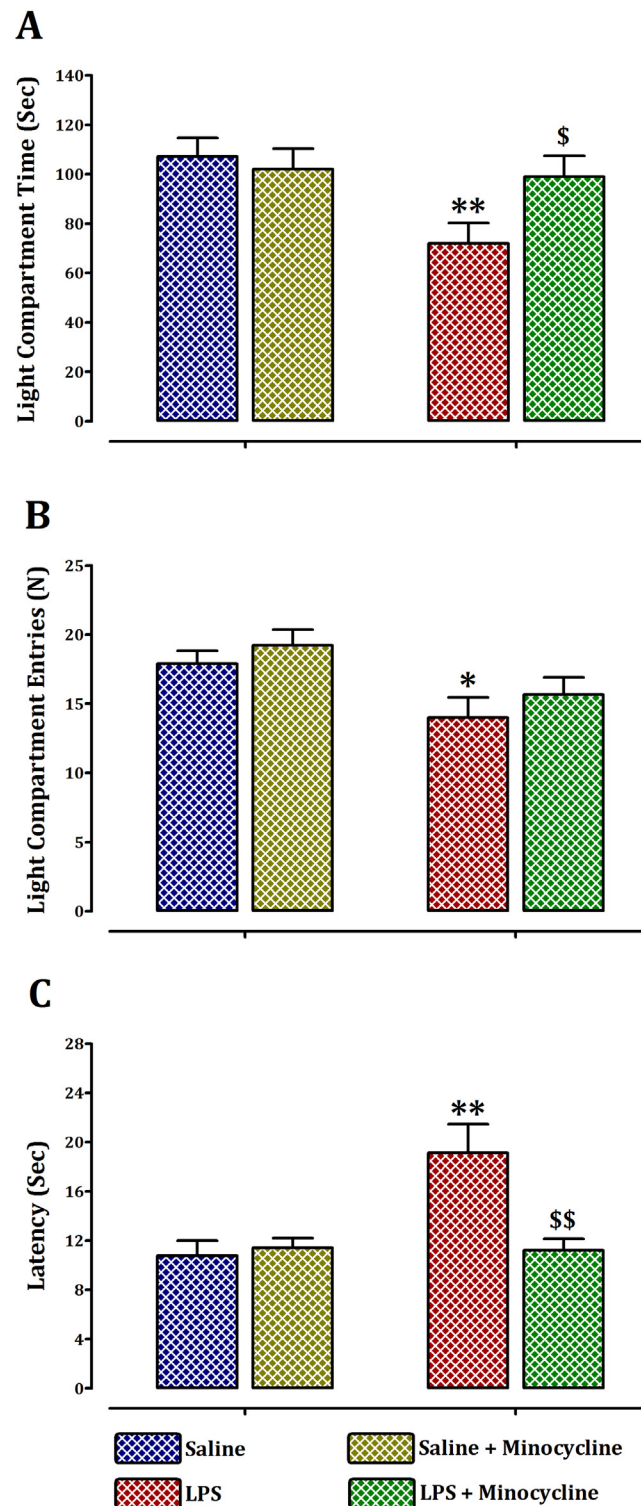 A
Light Compartment Time (Sec)
140
120
100
80
60
40
20
0
**
$
B
Light Compartment Entries (N)
25
20
15
10
5
0
*
C
Latency (Sec)
28
24
20
16
12
8
4
0
**
$$
Saline
Saline + Minocycline
LPS
LPS + Minocycline